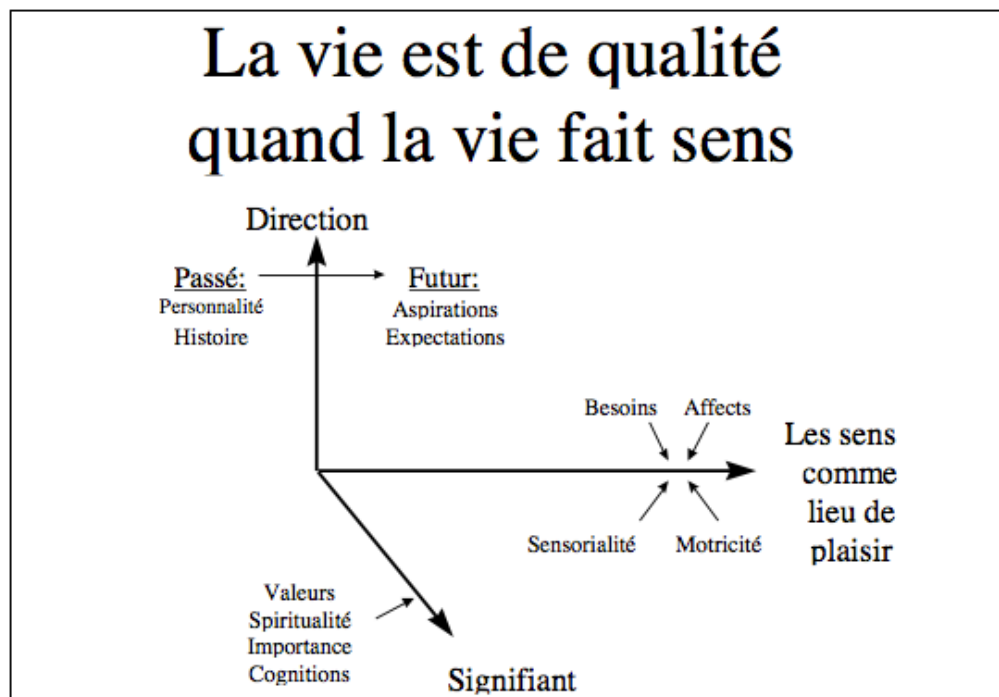 La vie est de qualité
quand la vie fait sens
Direction
Passé:
Personnalité
Histoire
Futur:
Aspirations
Expectations
Besoins
Affects
Sensorialité
Motricité
Les sens
comme
lieu de
plaisir
Valeurs
Spiritualité
Importance
Cognitions
Signifiant